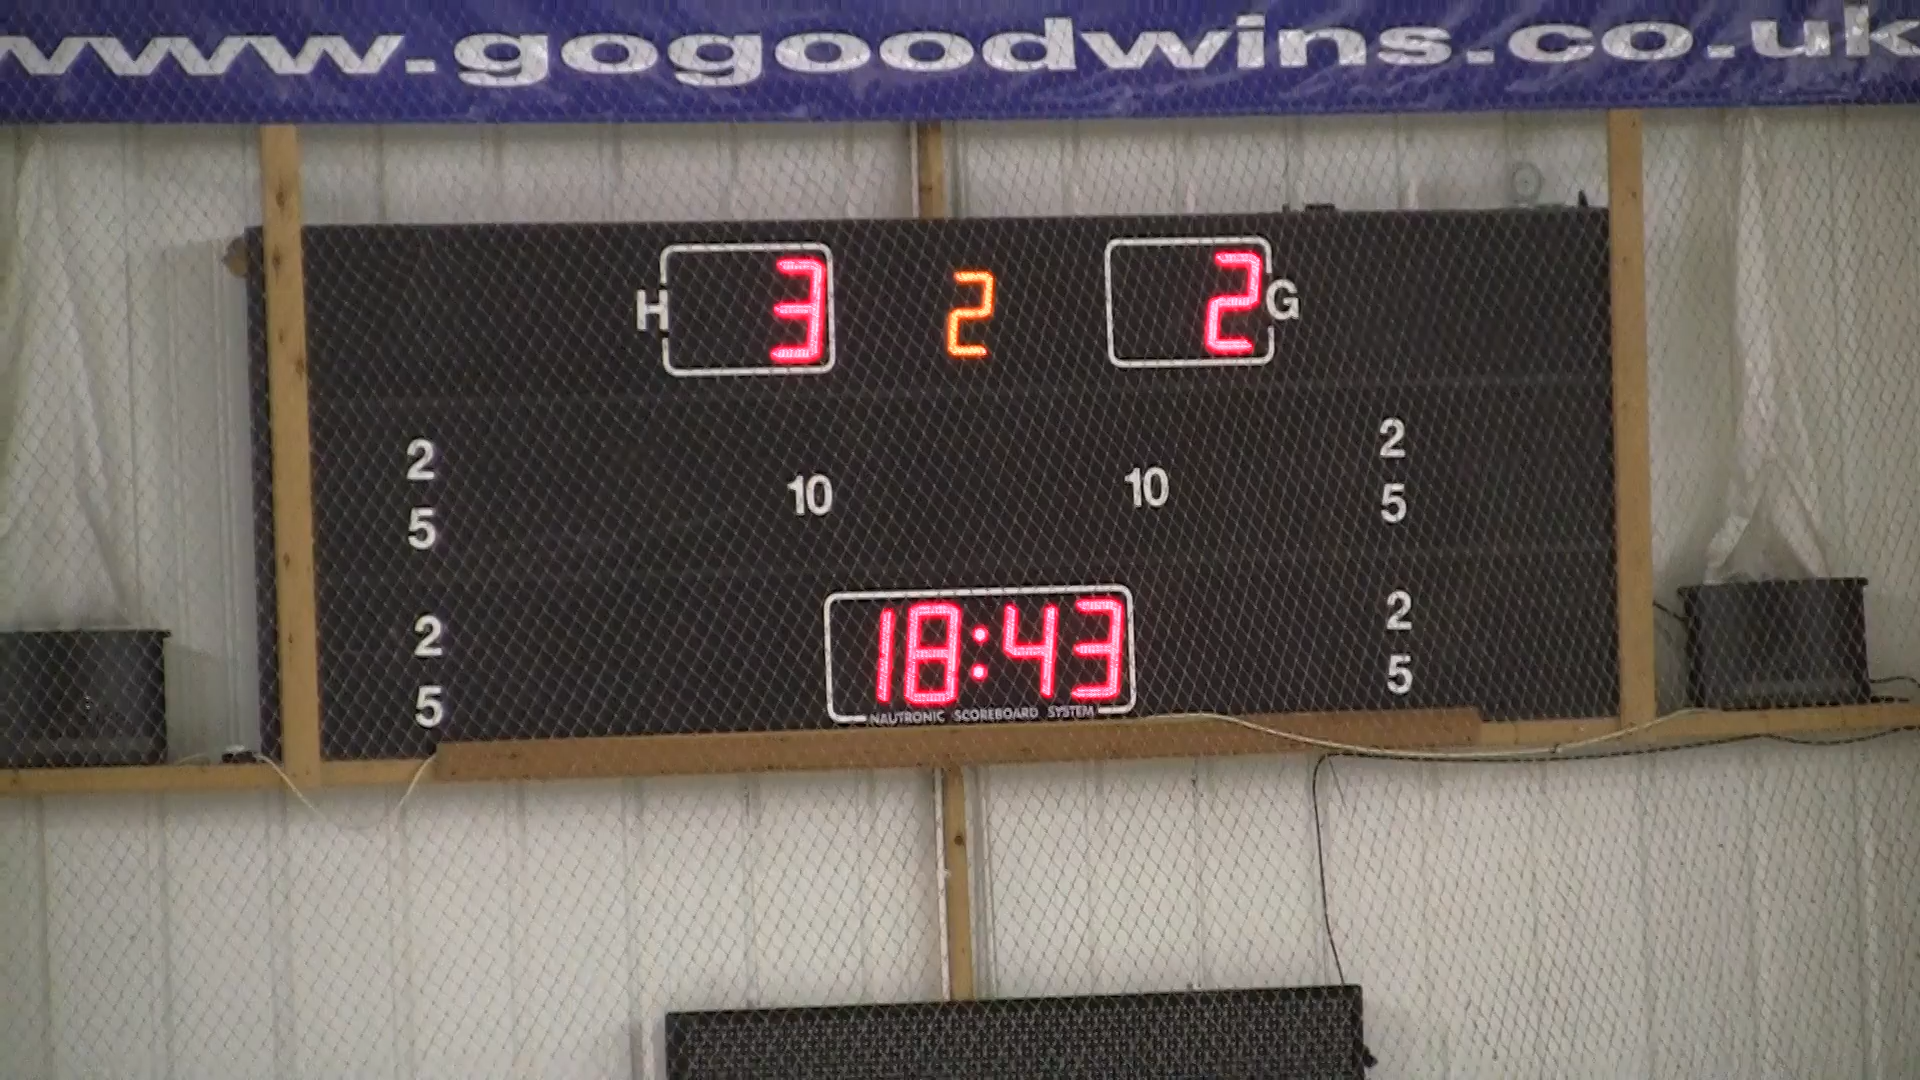 www.gogoodwins.co.uk
H 3 2 2 G
2 10 10 2
5 5
2 18:43 2
5 5
NAUTRONIC SCOREBOARD SYSTEM